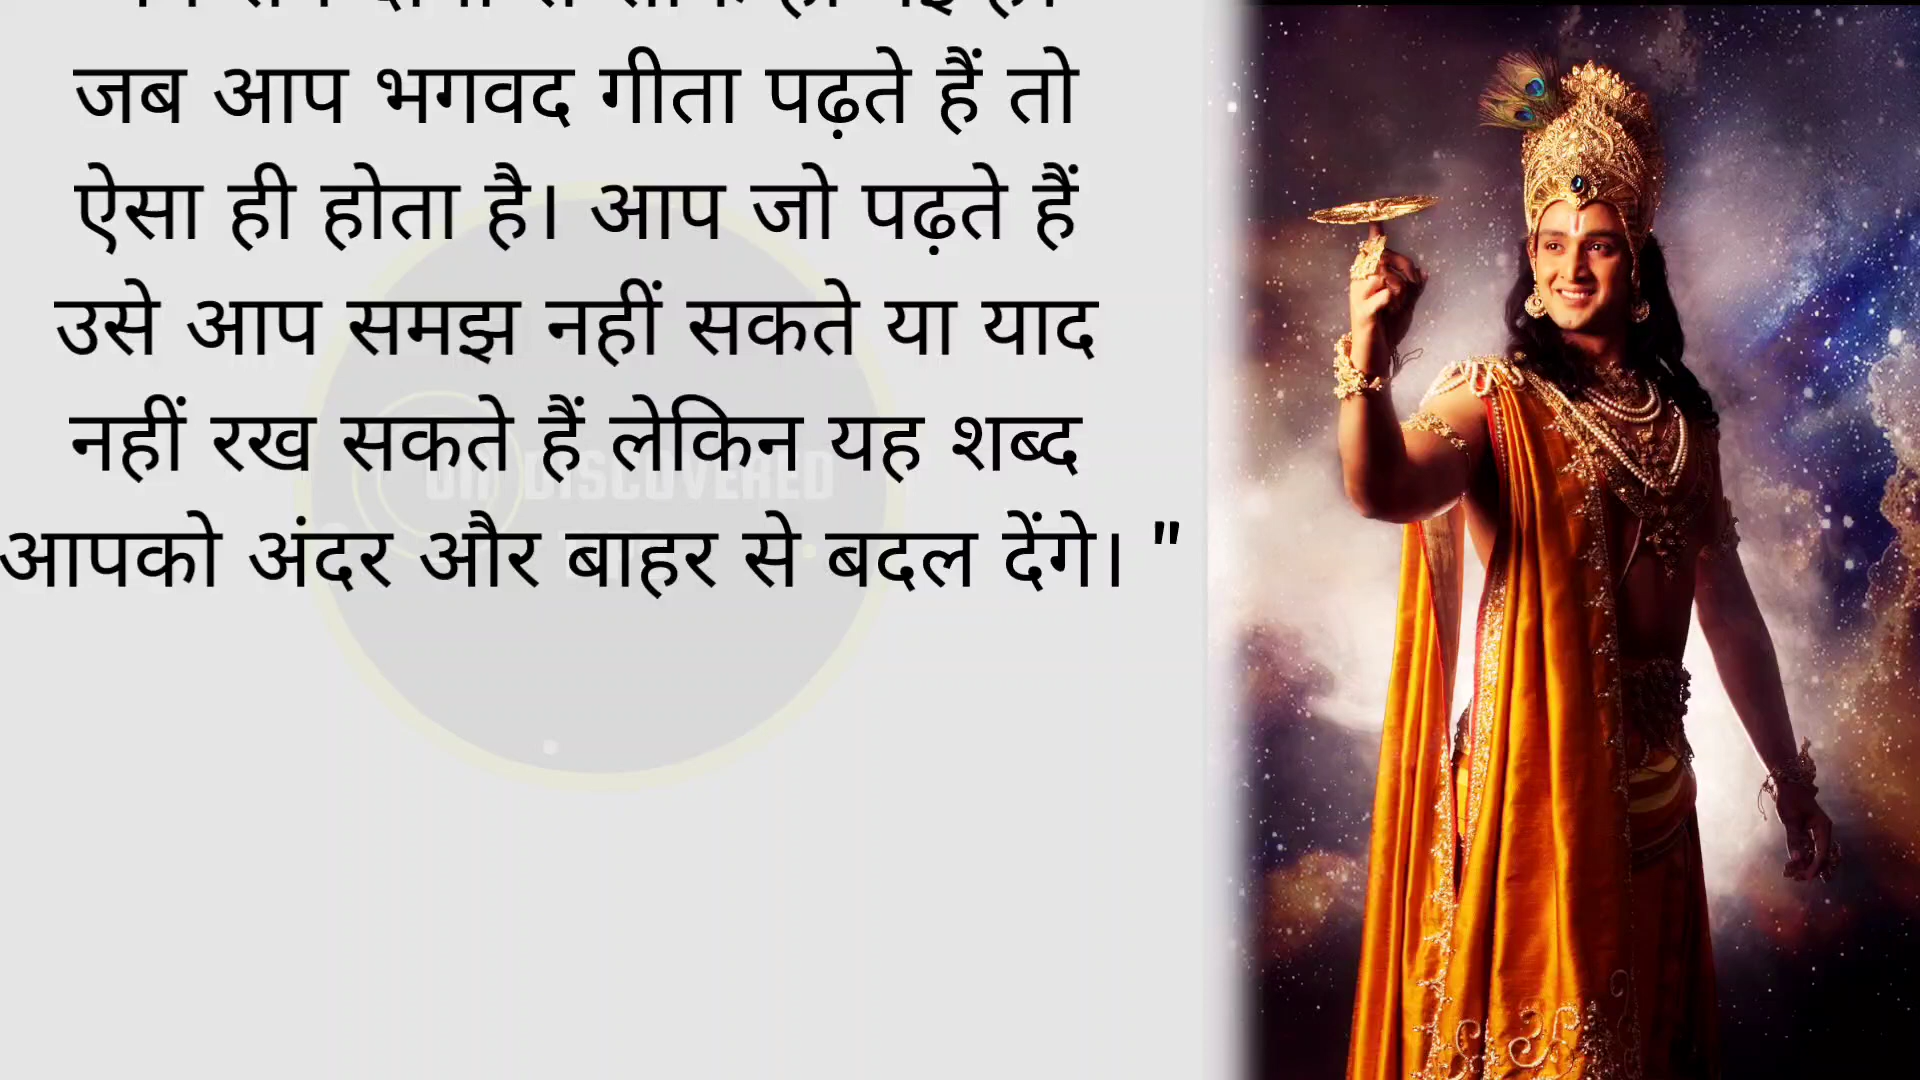 जब आप भगवद गीता पढ़ते हैं तो
ऐसा ही होता है। आप जो पढ़ते हैं
उसे आप समझ नहीं सकते या याद
नहीं रख सकते हैं लेकिन यह शब्द
आपको अंदर और बाहर से बदल देंगे। "
DISCOVERED